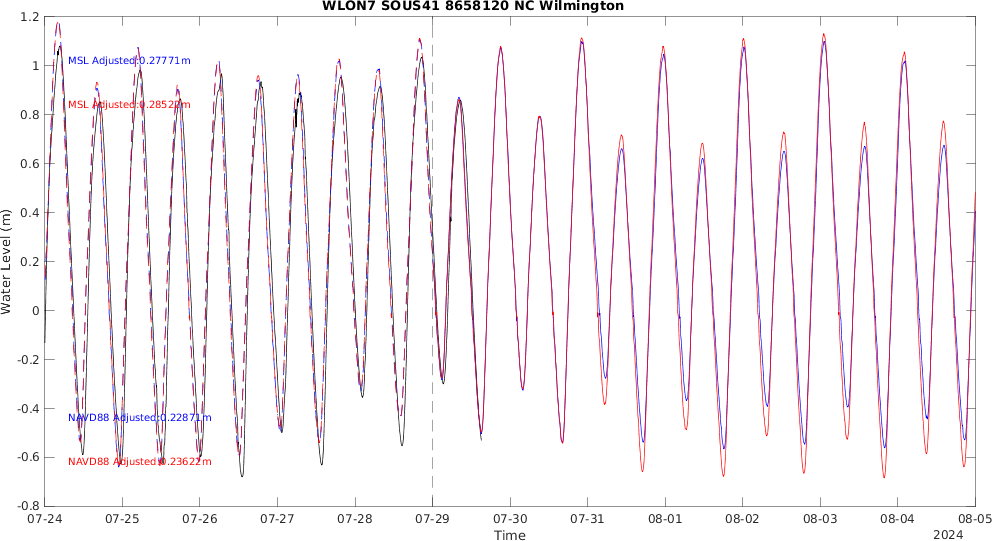 WLON7 SOUS41 8658120 NC Wilmington
1.2
1
0.8
0.6
0.4
0.2
0
-0.2
-0.4
-0.6
-0.8
Water Level (m)
MSL Adjusted:0.27771m
MSL Adjusted:0.28522m
NAVD88 Adjusted:0.22871m
NAVD88 Adjusted:0.23622m
07-24 07-25 07-26 07-27 07-28 07-29 07-30 07-31 08-01 08-02 08-03 08-04 08-05
Time
2024